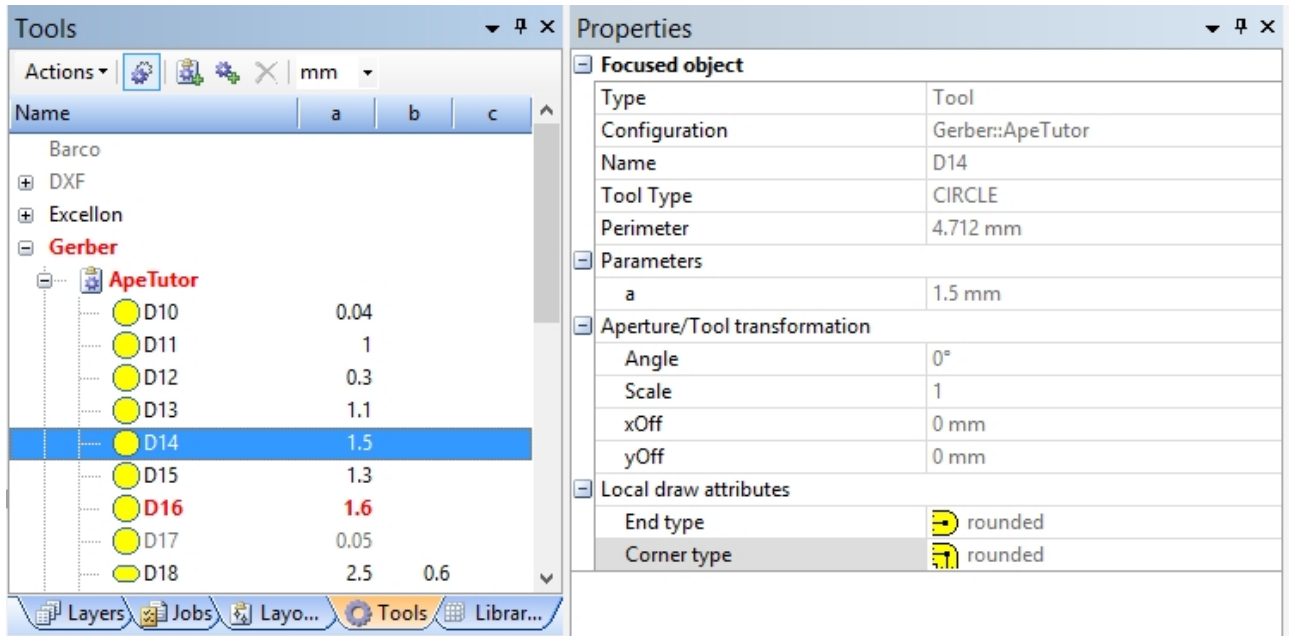 Tools
Actions
mm
Name a b c
Barco
DXF
Excellon
Gerber
ApeTutor
D10 0.04
D11 1
D12 0.3
D13 1.1
D14 1.5
D15 1.3
D16 1.6
D17 0.05
D18 2.5 0.6
Layers Jobs Layo... Tools Librar...
Properties
Focused object
Type Tool
Configuration Gerber::ApeTutor
Name D14
Tool Type CIRCLE
Perimeter 4.712 mm
Parameters
a 1.5 mm
Aperture/Tool transformation
Angle 0°
Scale 1
xOff 0 mm
yOff 0 mm
Local draw attributes
End type rounded
Corner type rounded